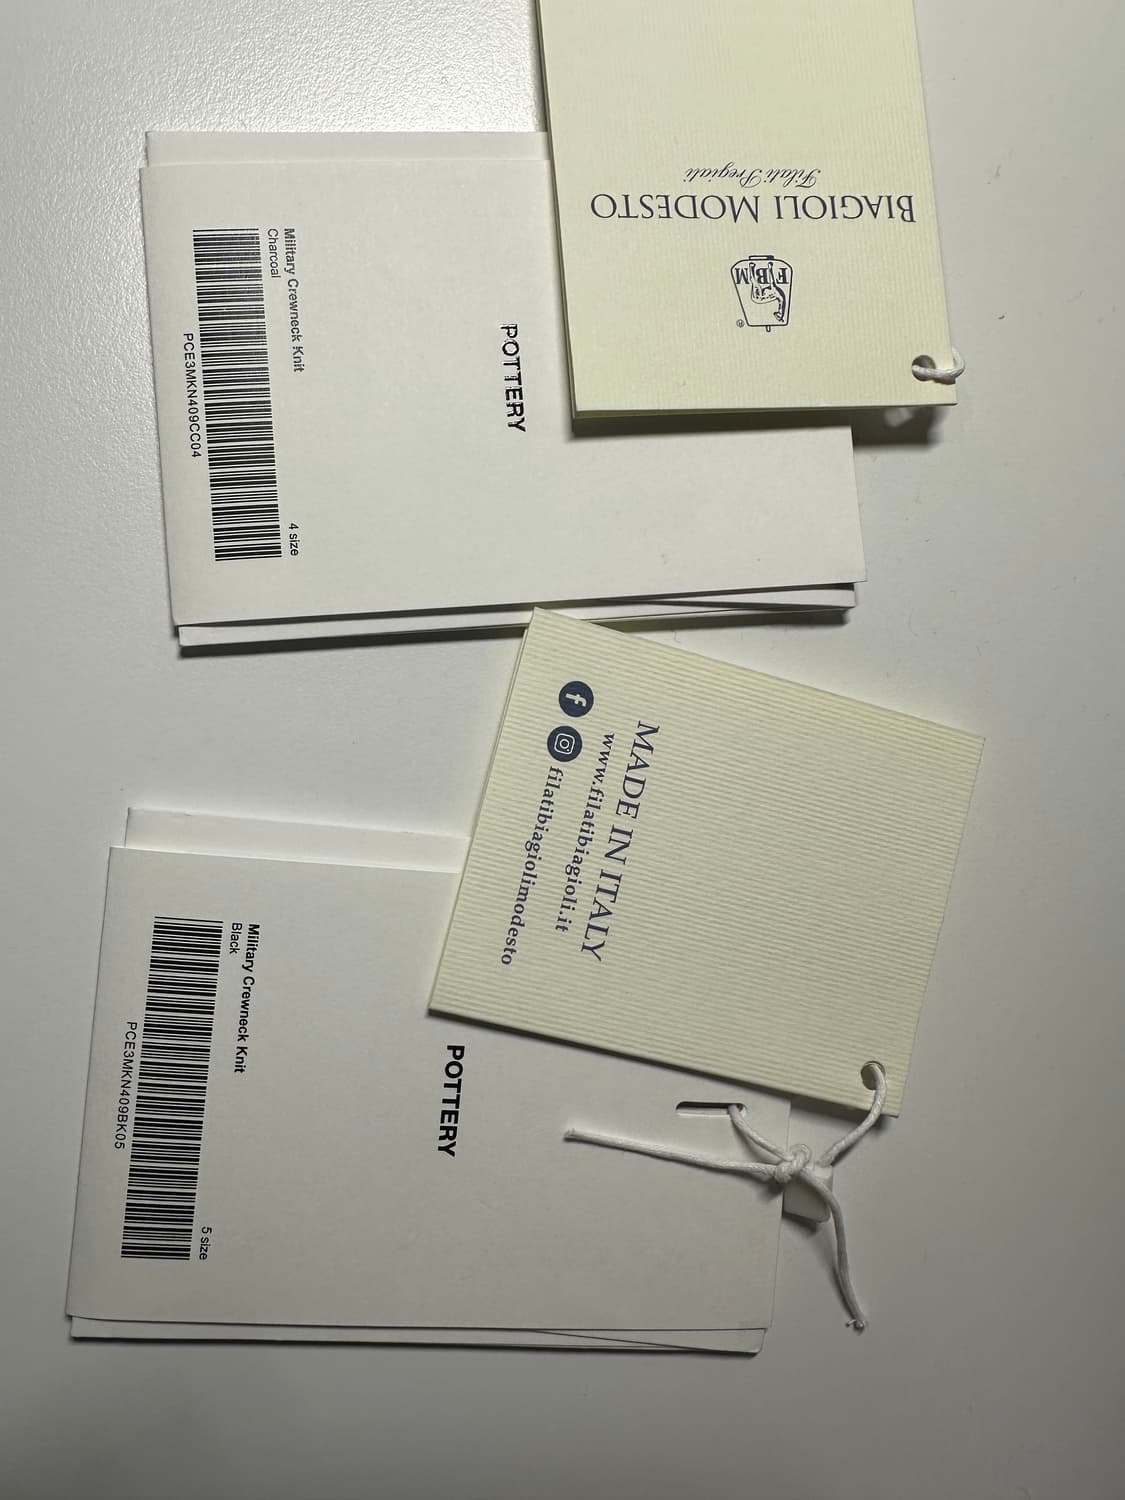 BIAGIOLI MODESTO
Filati Pregiati
FBM
®
POTTERY
Military Crewneck Knit
Charcoal
4 size
PCE3MKN409CC04
MADE IN ITALY
www.filatibiagioli.it
filatibiagiolimodesto
POTTERY
Military Crewneck Knit
Black
5 size
PCE3MKN409BK05